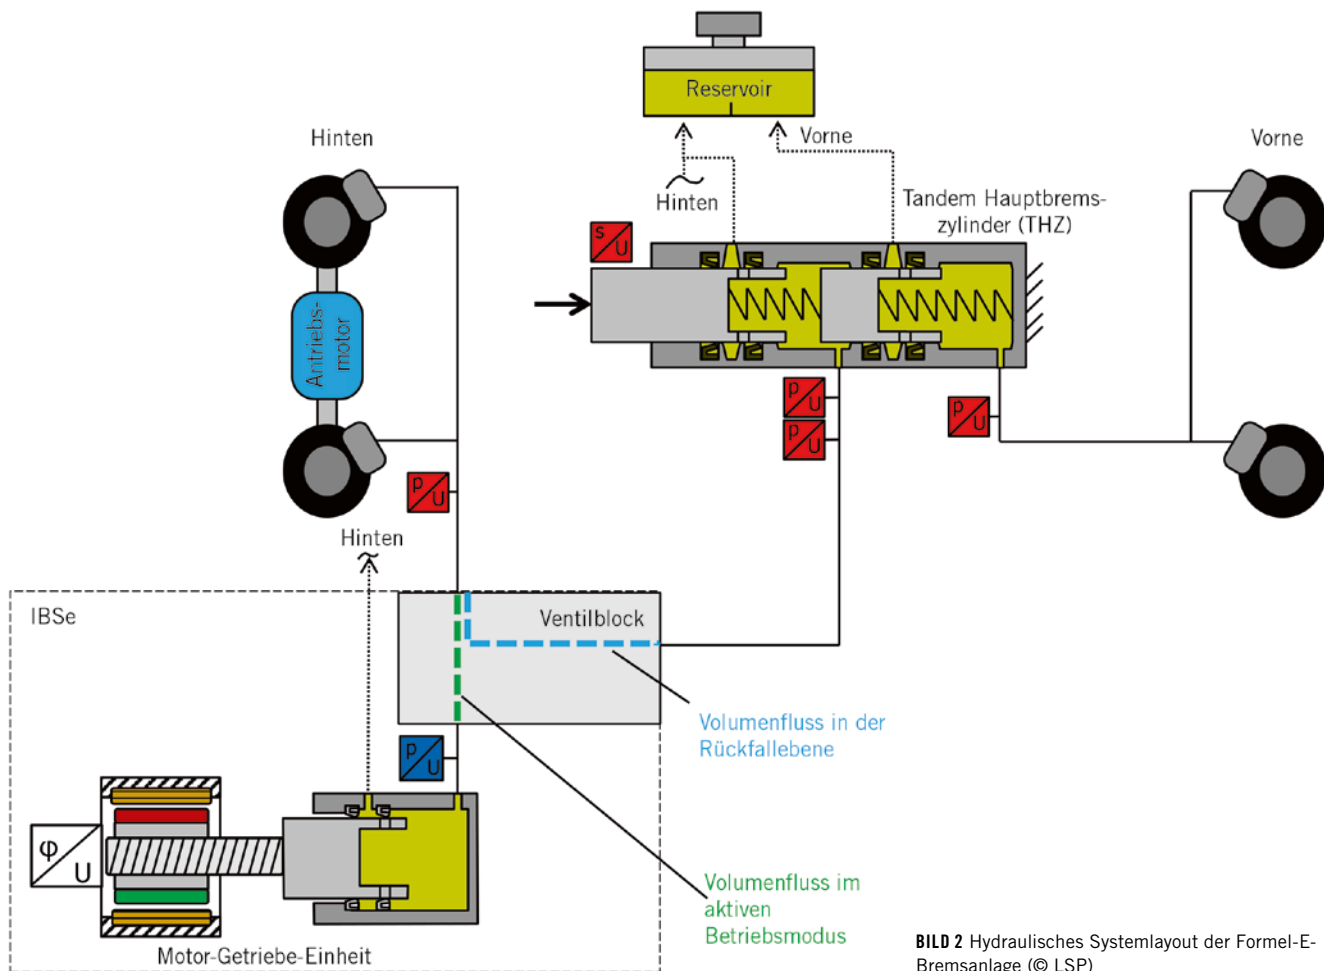 Reservoir
Hinten
Vorne
Vorne
Hinten
Tandem Hauptbrems-
zylinder (THZ)
s
U
Antriebs-
motor
p
U
p
U
p
U
p
U
Hinten
IBSe
Ventilblock
Volumenfluss in der
Rückfallebene
p
U
φ
U
Volumenfluss im
aktiven
Betriebsmodus
Motor-Getriebe-Einheit
BILD 2 Hydraulisches Systemlayout der Formel-E-
Bremsanlage (© LSP)